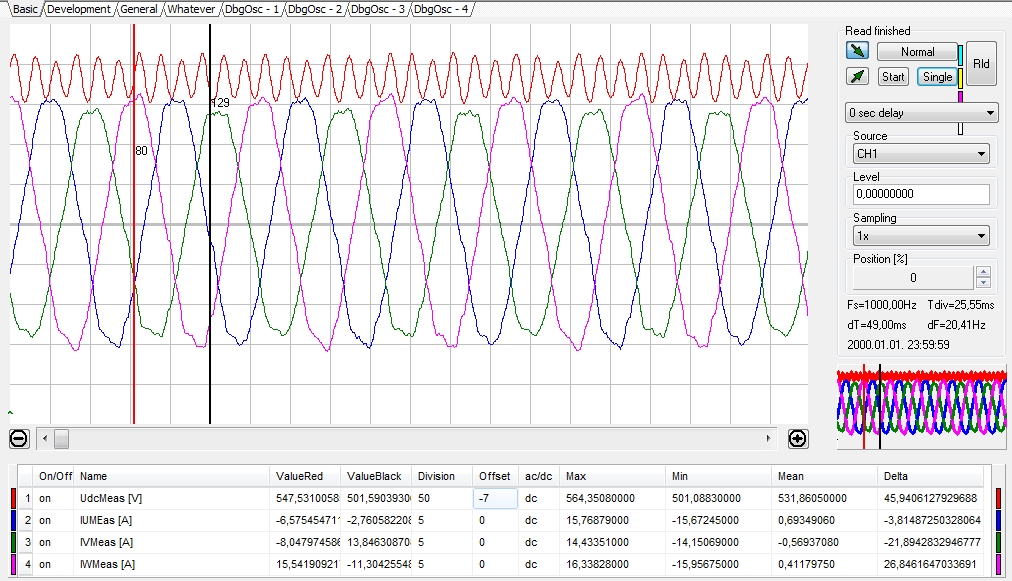 Basic Development General Whatever DbgOsc - 1 DbgOsc - 2 DbgOsc - 3 DbgOsc - 4
Read finished
Normal
Rld
Start Single
0 sec delay
Source
CH1
Level
0,00000000
Sampling
1x
Position [%]
0
Fs=1000,00Hz Tdiv=25,55ms
dT=49,00ms dF=20,41Hz
2000.01.01. 23:59:59
129
80
On/Off Name ValueRed ValueBlack Division Offset ac/dc Max Min Mean Delta
1 on UdcMeas [V] 547,5310058 501,5903930 50 -7 dc 564,35080000 501,08830000 531,86050000 45,9406127929688
2 on IUMEas [A] -6,575454711 -2,760582208 5 0 dc 15,76879000 -15,67245000 0,69349060 -3,81487250328064
3 on IVMeas [A] -8,047974586 13,846308708 5 0 dc 14,43351000 -14,15069000 -0,56937080 -21,8942832946777
4 on IWMeas [A] 15,54190921 -11,30425548 5 0 dc 16,33828000 -15,95675000 0,41179750 26,8461647033691